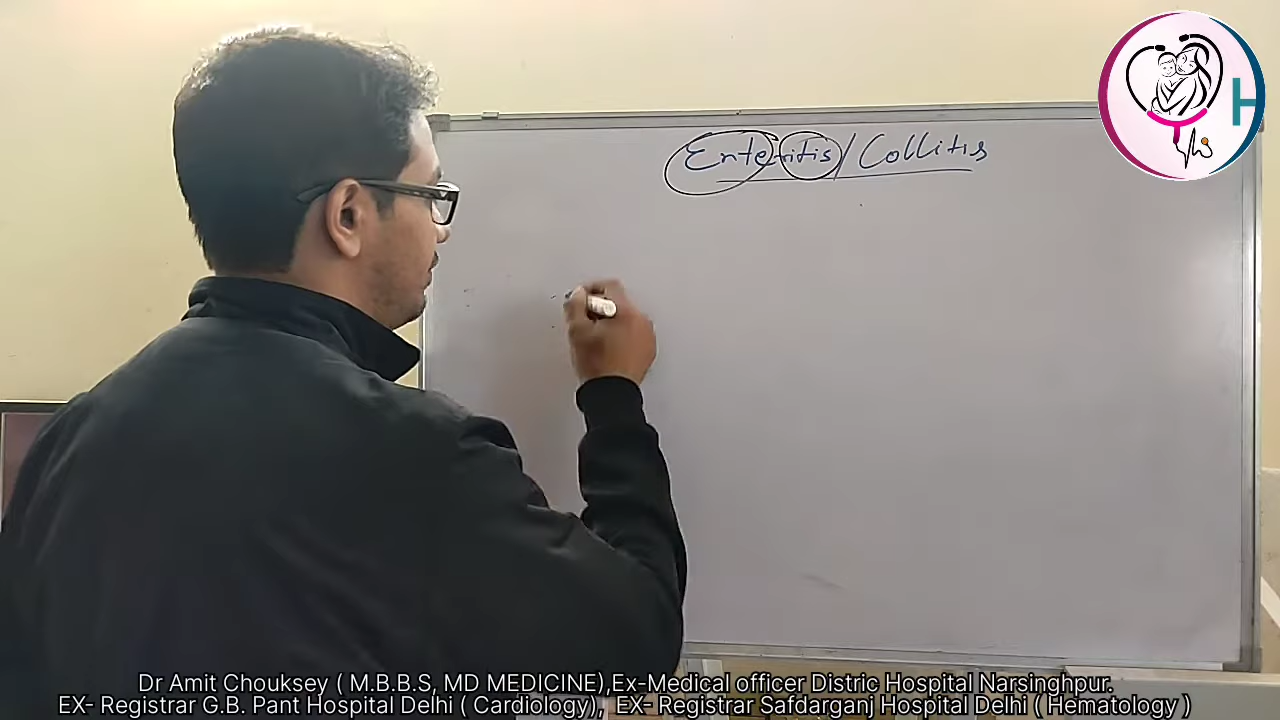 Enteritis/Collitis
H
Dr Amit Chouksey ( M.B.B.S, MD MEDICINE),Ex-Medical officer Distric Hospital Narsinghpur.
EX- Registrar G.B. Pant Hospital Delhi ( Cardiology), EX- Registrar Safdarganj Hospital Delhi ( Hematology )